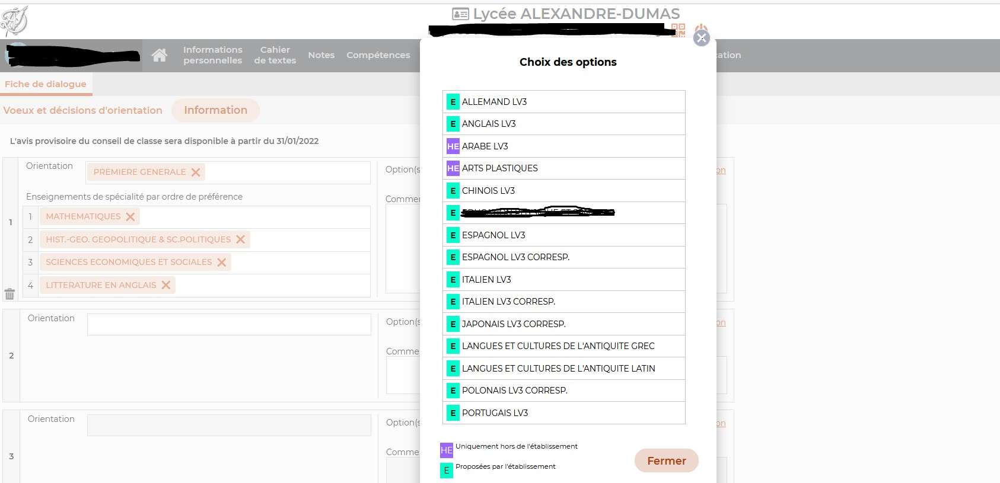 Lycée ALEXANDRE-DUMAS
Informations personnelles
Cahier de textes
Notes
Compétences
cation
Fiche de dialogue
Voeux et décisions d'orientation
Information
L'avis provisoire du conseil de classe sera disponible à partir du 31/01/2022
1
Orientation
PREMIERE GENERALE
Enseignements de spécialité par ordre de préférence
1 MATHEMATIQUES
2 HIST.-GEO. GEOPOLITIQUE & SC.POLITIQUES
3 SCIENCES ECONOMIQUES ET SOCIALES
4 LITTERATURE EN ANGLAIS
Option(s
on
Commen
2
Orientation
Option(s
on
Comme
3
Orientation
Option(s
on
Comme
Choix des options
E ALLEMAND LV3
E ANGLAIS LV3
HE ARABE LV3
HE ARTS PLASTIQUES
E CHINOIS LV3
E
E ESPAGNOL LV3
E ESPAGNOL LV3 CORRESP.
E ITALIEN LV3
E ITALIEN LV3 CORRESP.
E JAPONAIS LV3 CORRESP.
E LANGUES ET CULTURES DE L'ANTIQUITE GREC
E LANGUES ET CULTURES DE L'ANTIQUITE LATIN
E POLONAIS LV3 CORRESP.
E PORTUGAIS LV3
HE Uniquement hors de l'établissement
E Proposées par l'établissement
Fermer